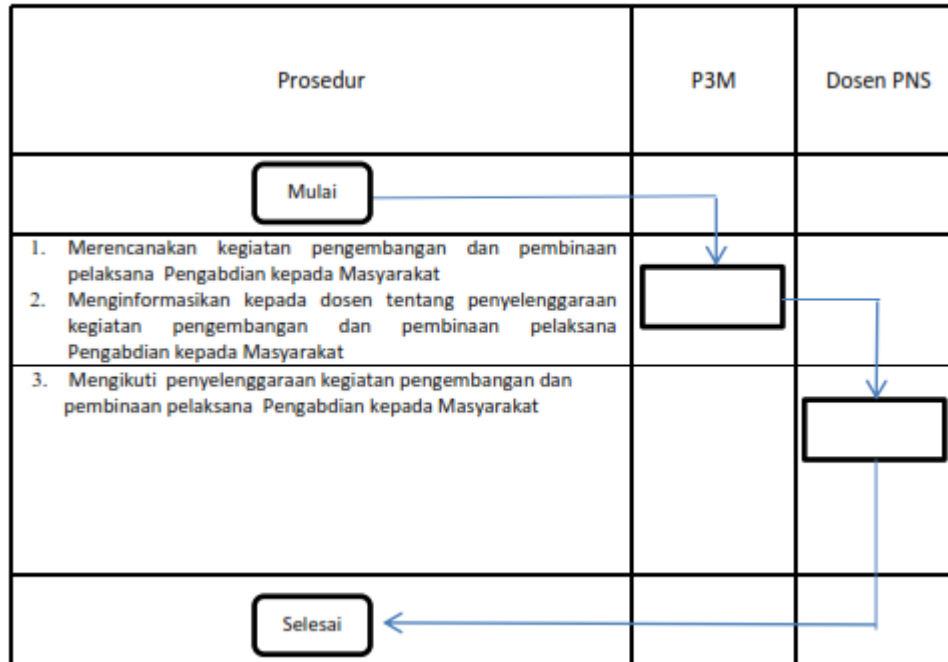 Prosedur
P3M
Dosen PNS
Mulai
1. Merencanakan kegiatan pengembangan dan pembinaan
pelaksana Pengabdian kepada Masyarakat
2. Menginformasikan kepada dosen tentang penyelenggaraan
kegiatan pengembangan dan pembinaan pelaksana
Pengabdian kepada Masyarakat
3. Mengikuti penyelenggaraan kegiatan pengembangan dan
pembinaan pelaksana Pengabdian kepada Masyarakat
Selesai